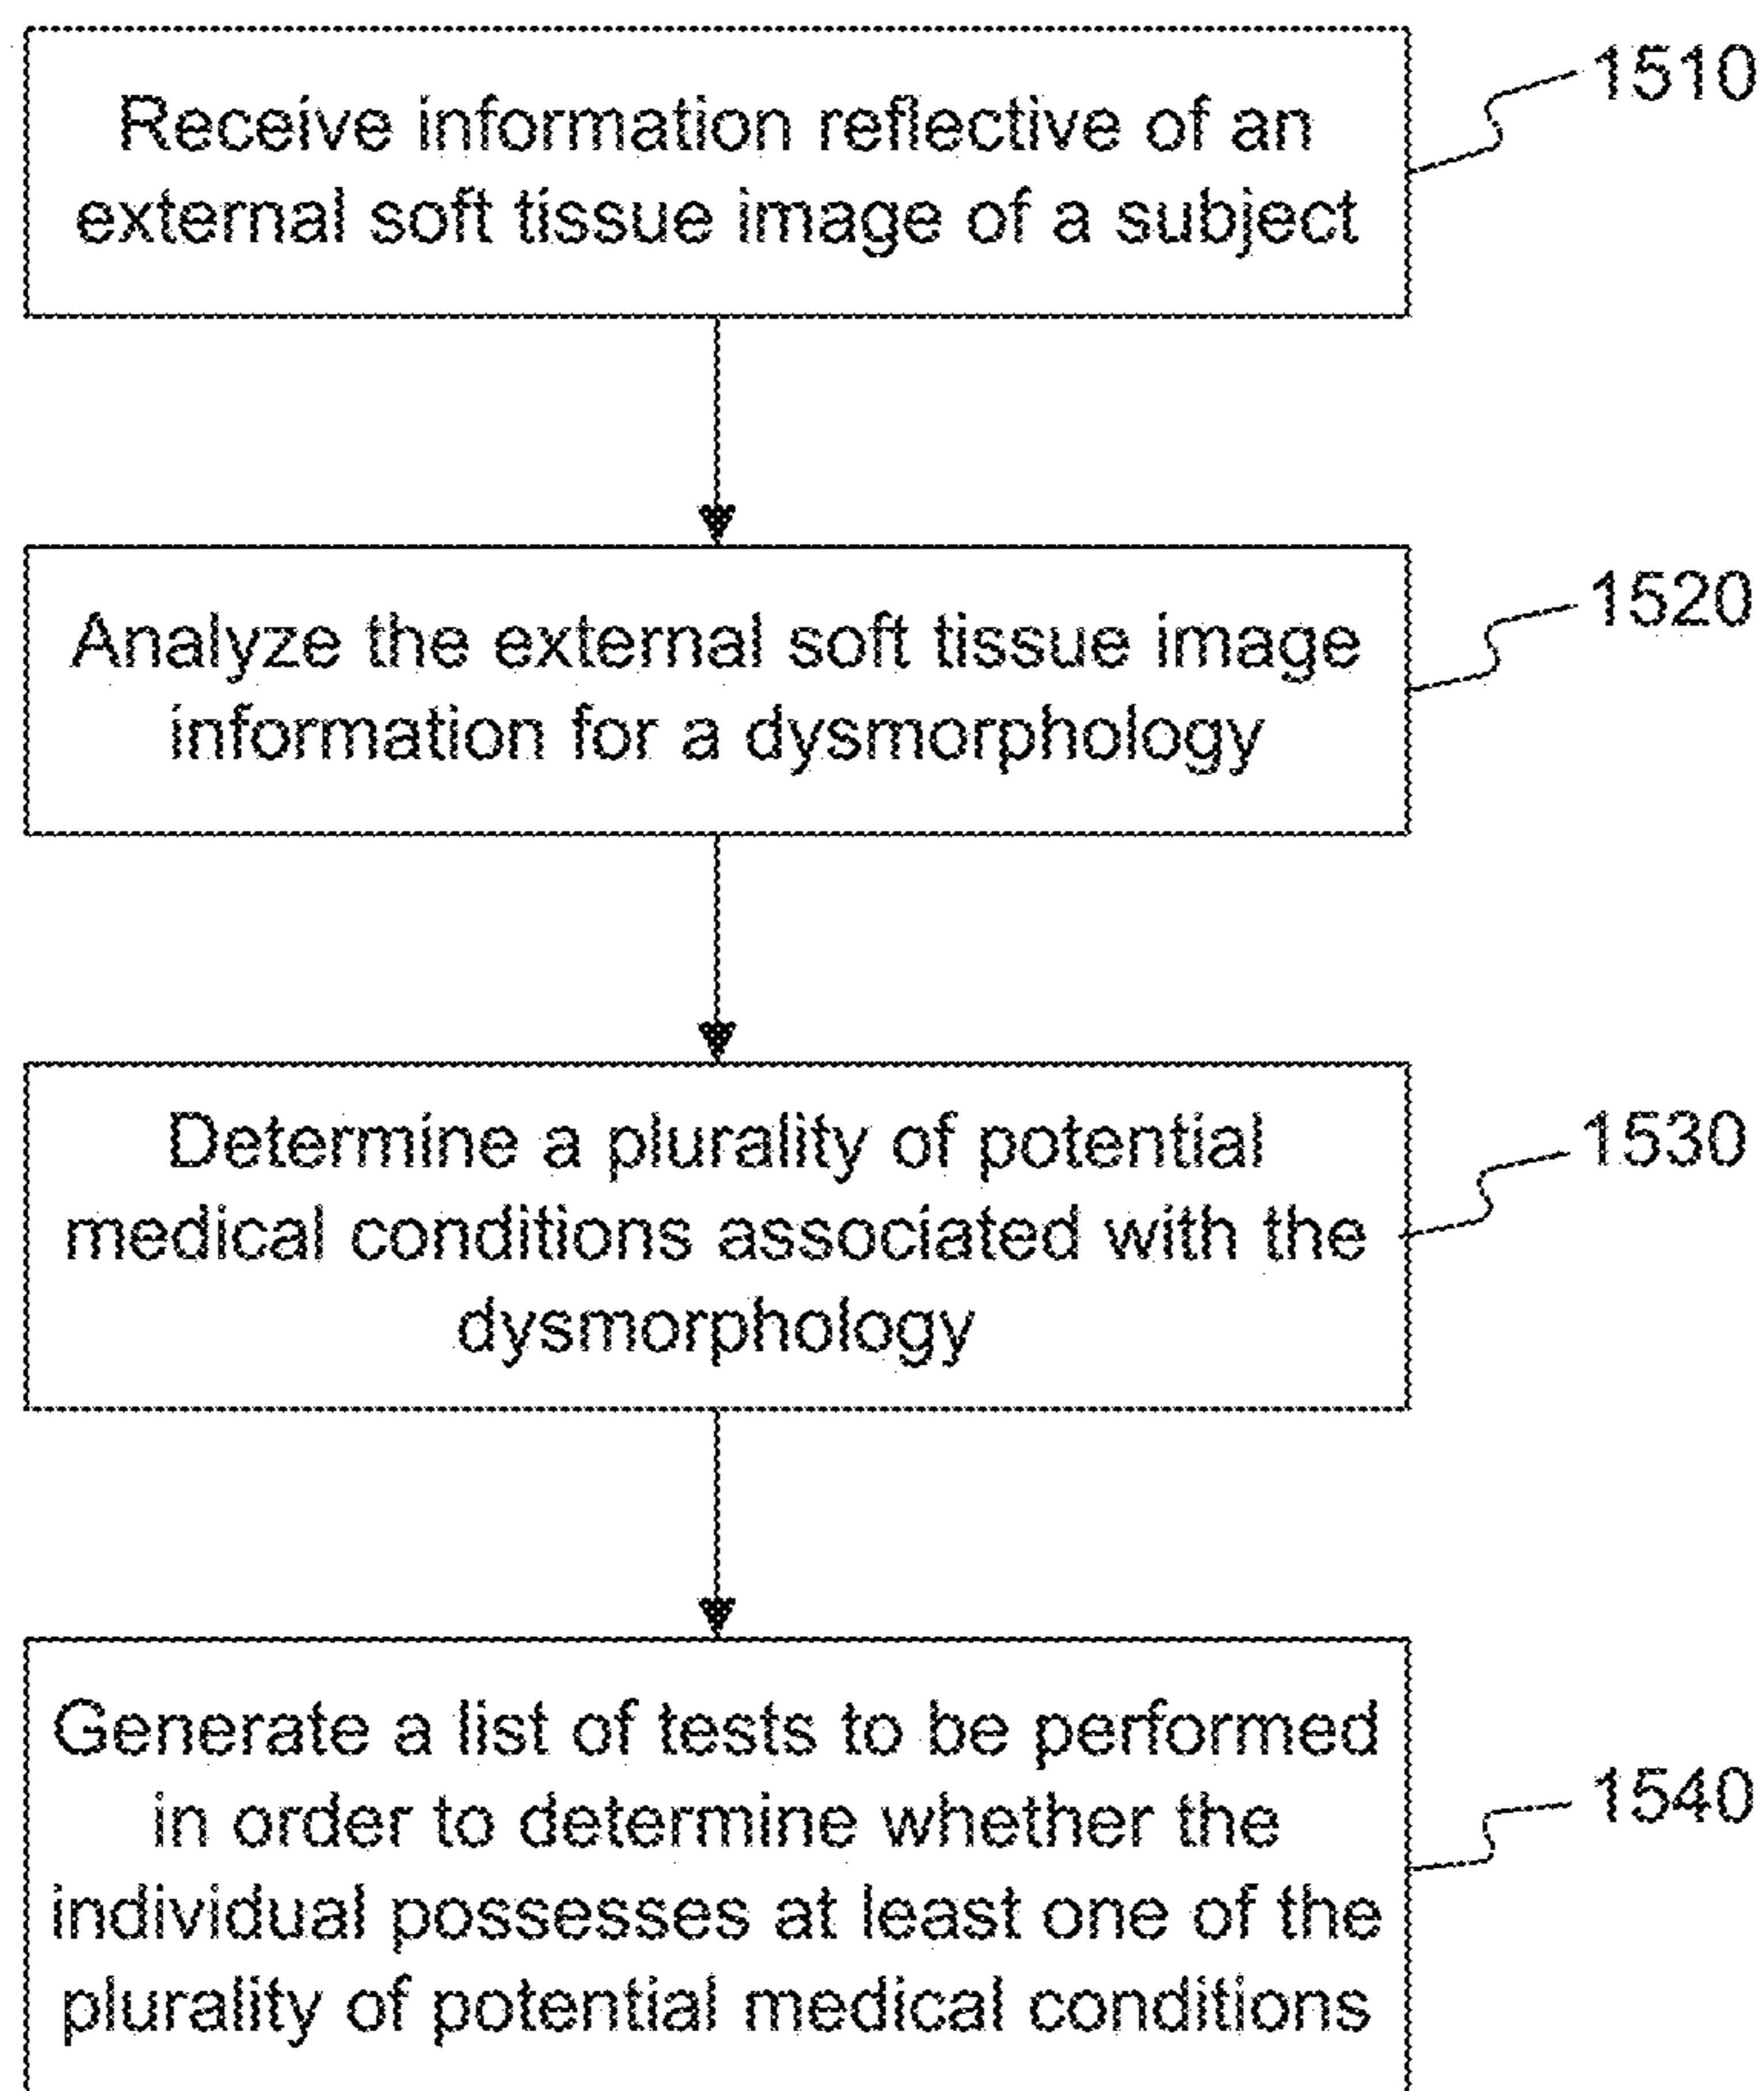 Receive information reflective of an
external soft tissue image of a subject
1510
Analyze the external soft tissue image
information for a dysmorphology
1520
Determine a plurality of potential
medical conditions associated with the
dysmorphology
1530
Generate a list of tests to be performed
in order to determine whether the
individual possesses at least one of the
plurality of potential medical conditions
1540